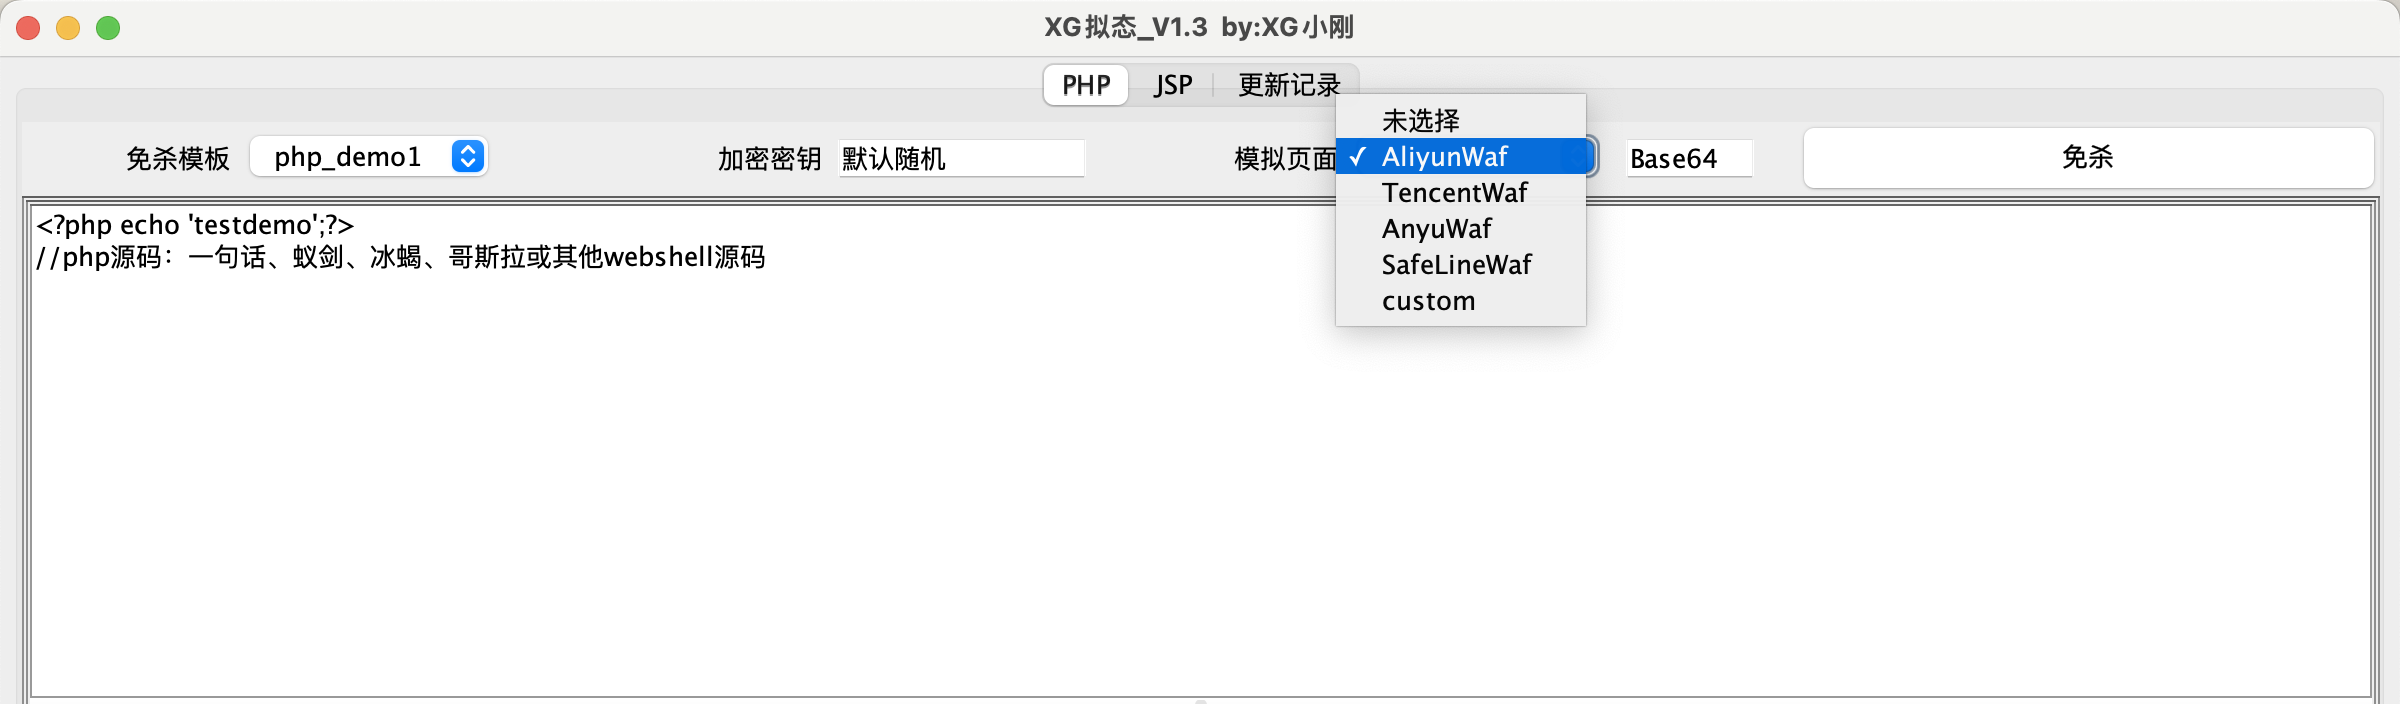 XG拟态_V1.3 by:XG小刚
PHP JSP 更新记录
免杀模板 php_demo1 加密密钥 默认随机 模拟页面 Base64 免杀
未选择
✓ AliyunWaf
TencentWaf
AnyuWaf
SafeLineWaf
custom
<?php echo 'testdemo';?>
//php源码：一句话、蚁剑、冰蝎、哥斯拉或其他webshell源码